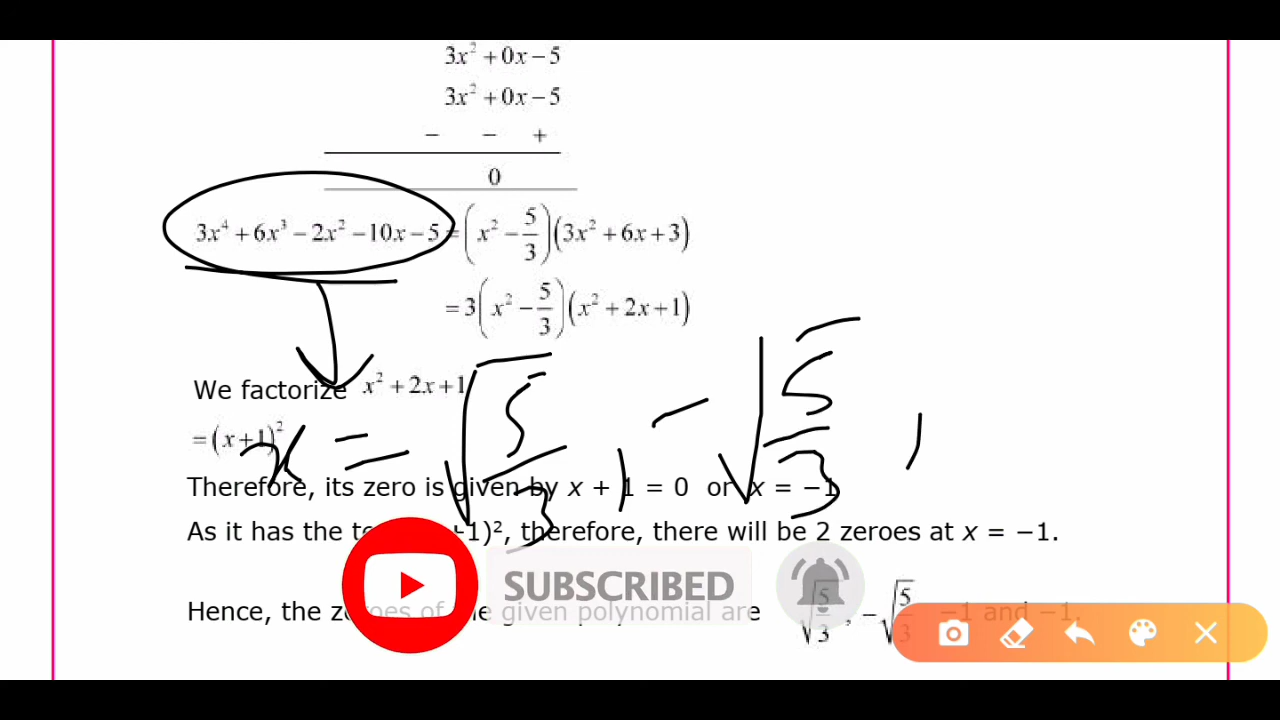 3x² + 0x − 5
3x² + 0x − 5
− − +
0
3x⁴ + 6x³ − 2x² − 10x − 5 = (x² − 5/3)(3x² + 6x + 3)
= 3(x² − 5/3)(x² + 2x + 1)
We factorize x² + 2x + 1
= (x+1)²
x = √5/3 , − √5/3 ,
Therefore, its zero is given by x + 1 = 0 or x = −1
As it has the +1)², therefore, there will be 2 zeroes at x = −1.
SUBSCRIBED
Hence, the zeroes of the given polynomial are √5/3 , −√5/3 −1 and −1.